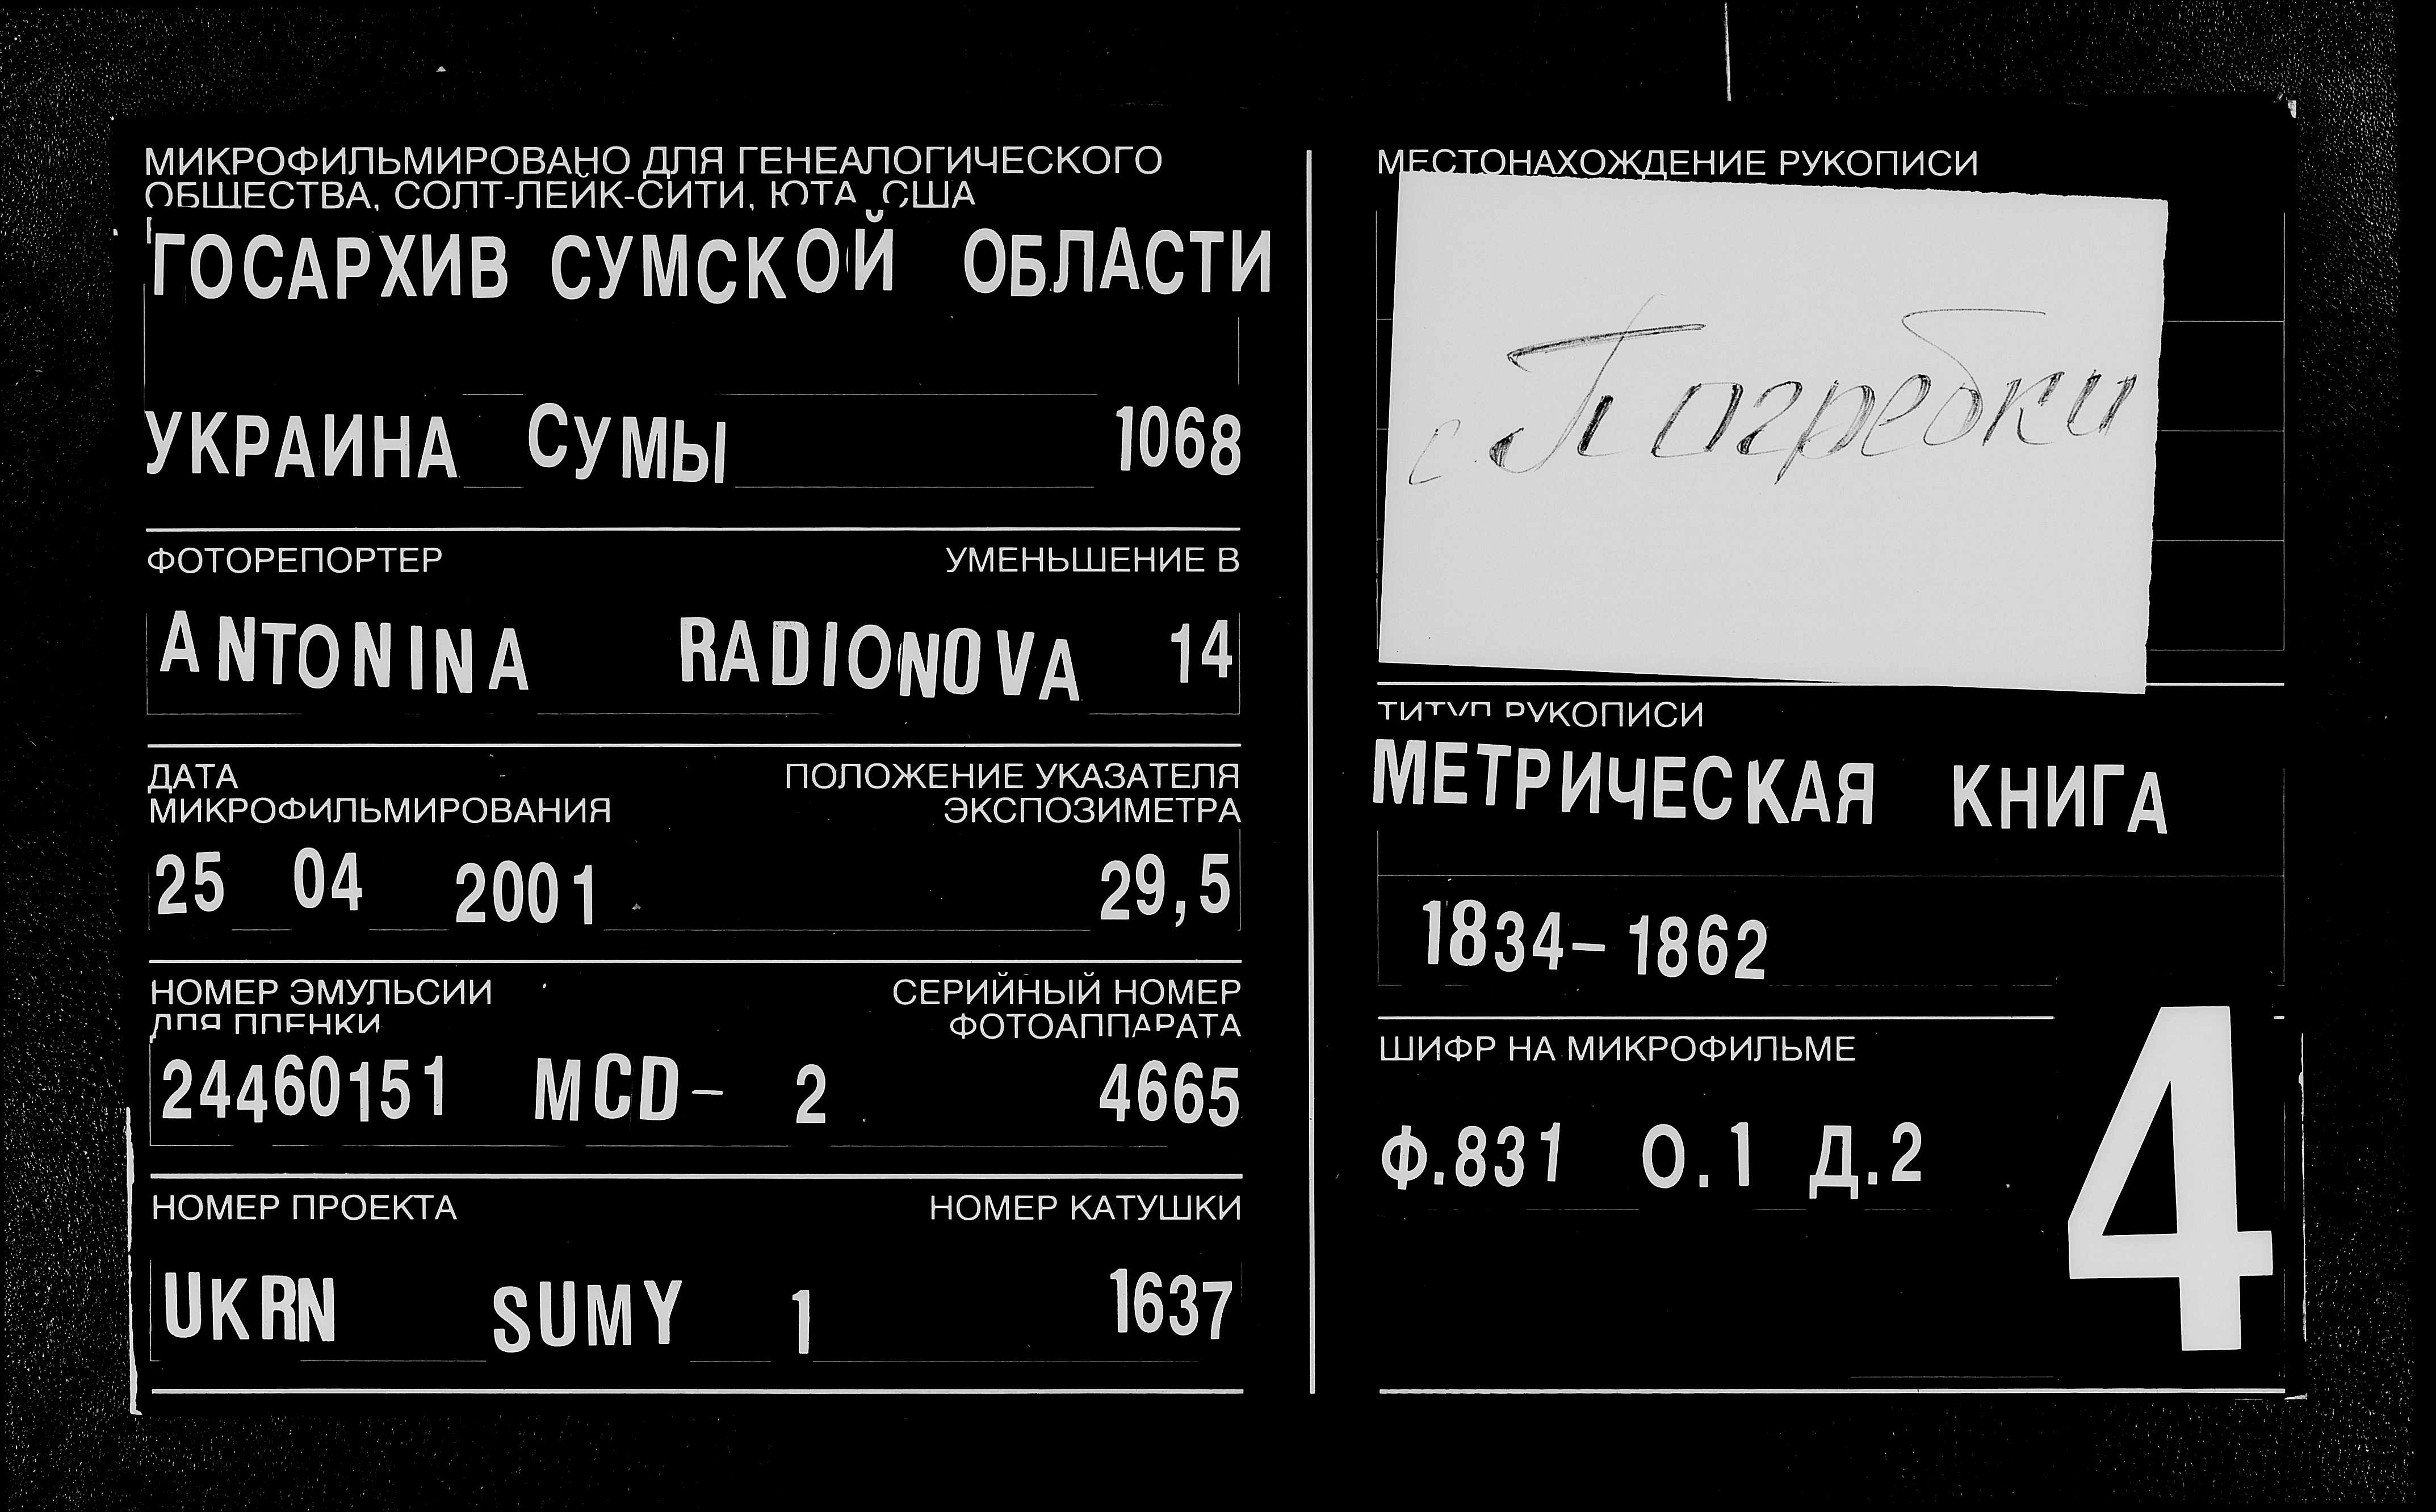 МИКРОФИЛЬМИРОВАНО ДЛЯ ГЕНЕАЛОГИЧЕСКОГО
ОБЩЕСТВА, СОЛТ-ЛЕЙК-СИТИ, ЮТА, США
ГОСАРХИВ СУМСКОЙ ОБЛАСТИ
УКРАИНА СУМЫ 1068
ФОТОРЕПОРТЕР УМЕНЬШЕНИЕ В
ANTONINA RADIONOVA 14
ДАТА ПОЛОЖЕНИЕ УКАЗАТЕЛЯ
МИКРОФИЛЬМИРОВАНИЯ ЭКСПОЗИМЕТРА
25 04 2001 29,5
НОМЕР ЭМУЛЬСИИ СЕРИЙНЫЙ НОМЕР
ДЛЯ ПЛЕНКИ ФОТОАППАРАТА
24460151 MCD- 2 4665
НОМЕР ПРОЕКТА НОМЕР КАТУШКИ
UKRN SUMY 1 1637
МЕСТОНАХОЖДЕНИЕ РУКОПИСИ
с Погребки
ТИТУЛ РУКОПИСИ
МЕТРИЧЕСКАЯ КНИГА
1834-1862
ШИФР НА МИКРОФИЛЬМЕ
Ф.831 О.1 Д.2
4